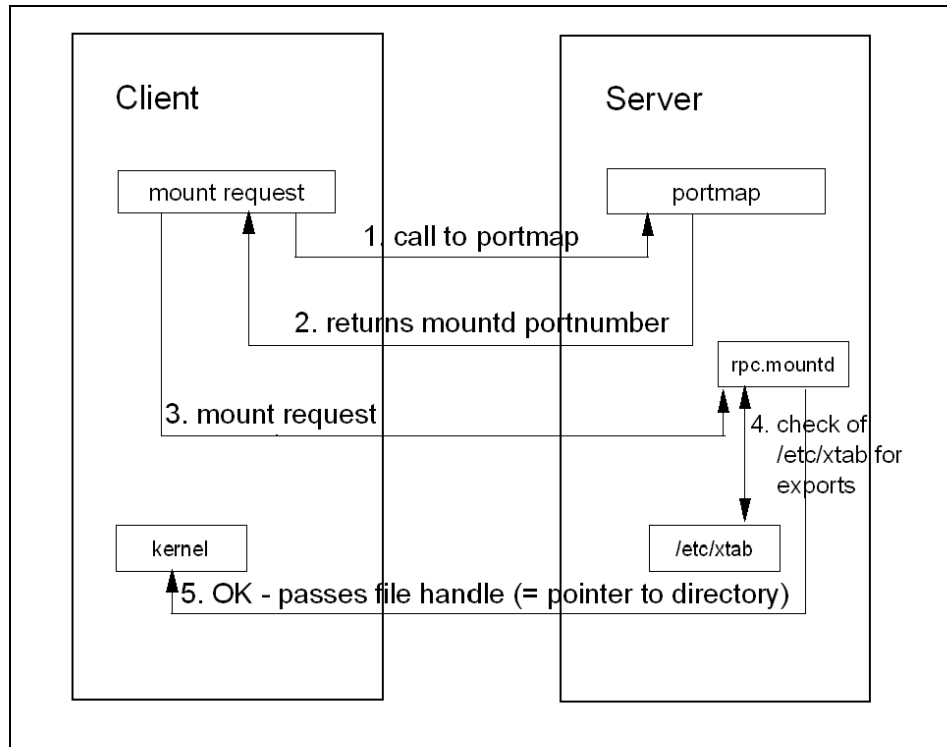 Client
Server
mount request
portmap
1. call to portmap
2. returns mountd portnumber
rpc.mountd
3. mount request
4. check of
/etc/xtab for
exports
kernel
/etc/xtab
5. OK - passes file handle (= pointer to directory)